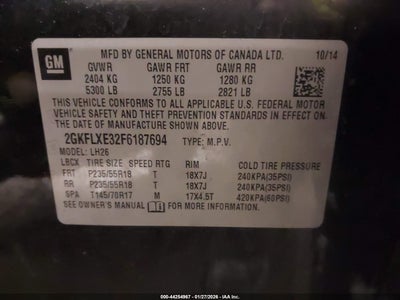 GM
MFD BY GENERAL MOTORS OF CANADA LTD. 10/14
GVWR GAWR FRT GAWR RR
2404 KG 1250 KG 1280 KG
5300 LB 2755 LB 2821 LB
THIS VEHICLE CONFORMS TO ALL APPLICABLE U.S. FEDERAL MOTOR
VEHICLE SAFETY AND THEFT PREVENTION STANDARDS IN EFFECT ON
THE DATE OF MANUFACTURE SHOWN ABOVE.
2GKFLXE32F6187694 TYPE: M.P.V.
MODEL: LH26
LBCK TIRE SIZE SPEED RTG RIM COLD TIRE PRESSURE
FRT P235/55R18 T 18X7J 240KPA(35PSI)
RR P235/55R18 T 18X7J 240KPA(35PSI)
SPA T145/70R17 M 17X4.5T 420KPA(60PSI)
SEE OWNER'S MANUAL FOR ADDITIONAL INFORMATION.
Stock: 44254967 | 01/27/2026 - IAA Inc.